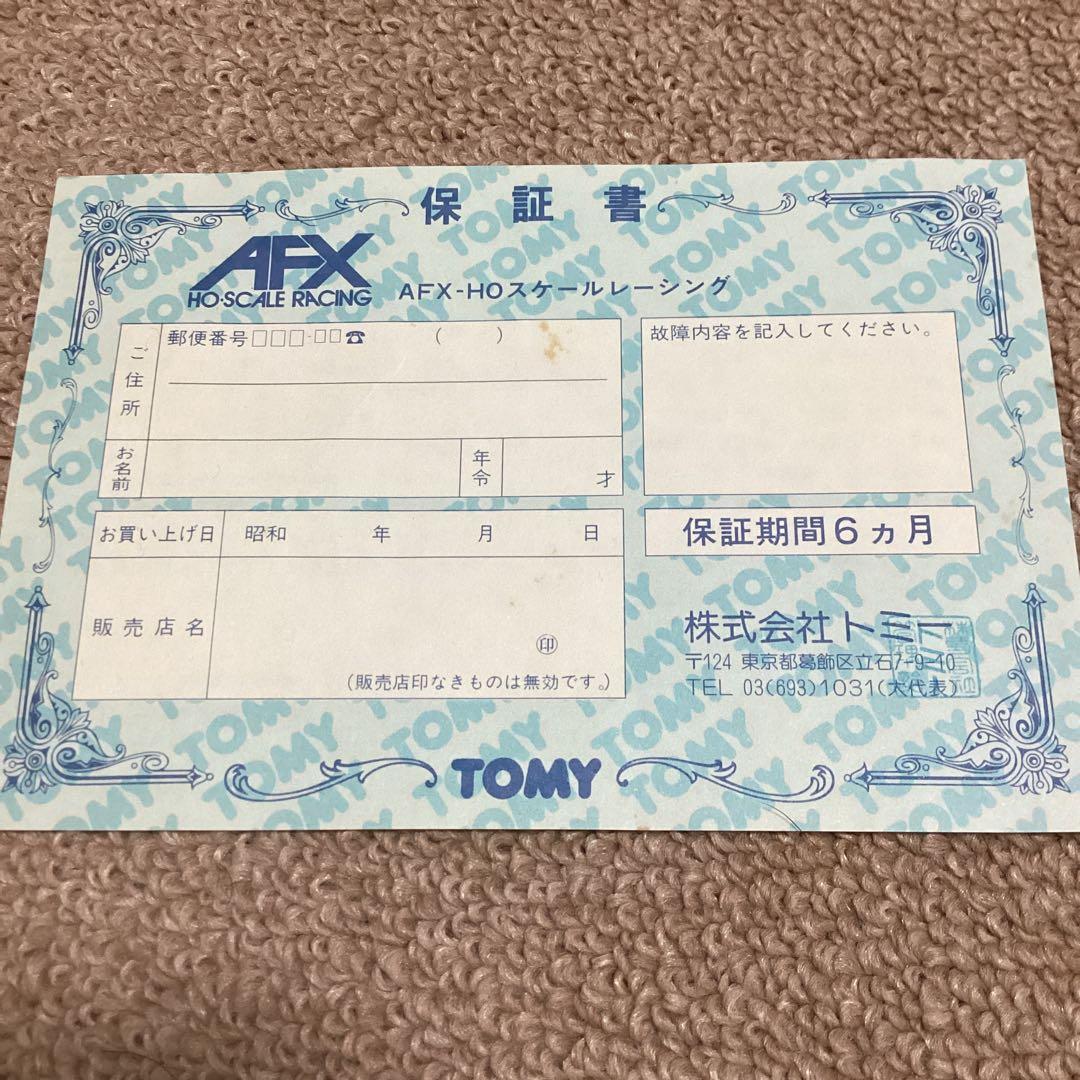 保証書
AFX
HO·SCALE RACING
AFX-HOスケールレーシング
ご住所
郵便番号□□□-□□☎ ( )
お名前
年令
才
故障内容を記入してください。
お買い上げ日
昭和 年 月 日
販売店名
印
(販売店印なきものは無効です。)
保証期間6ヵ月
株式会社トミー
〒124 東京都葛飾区立石7-9-10
TEL 03(693)1031(大代表)
TOMY